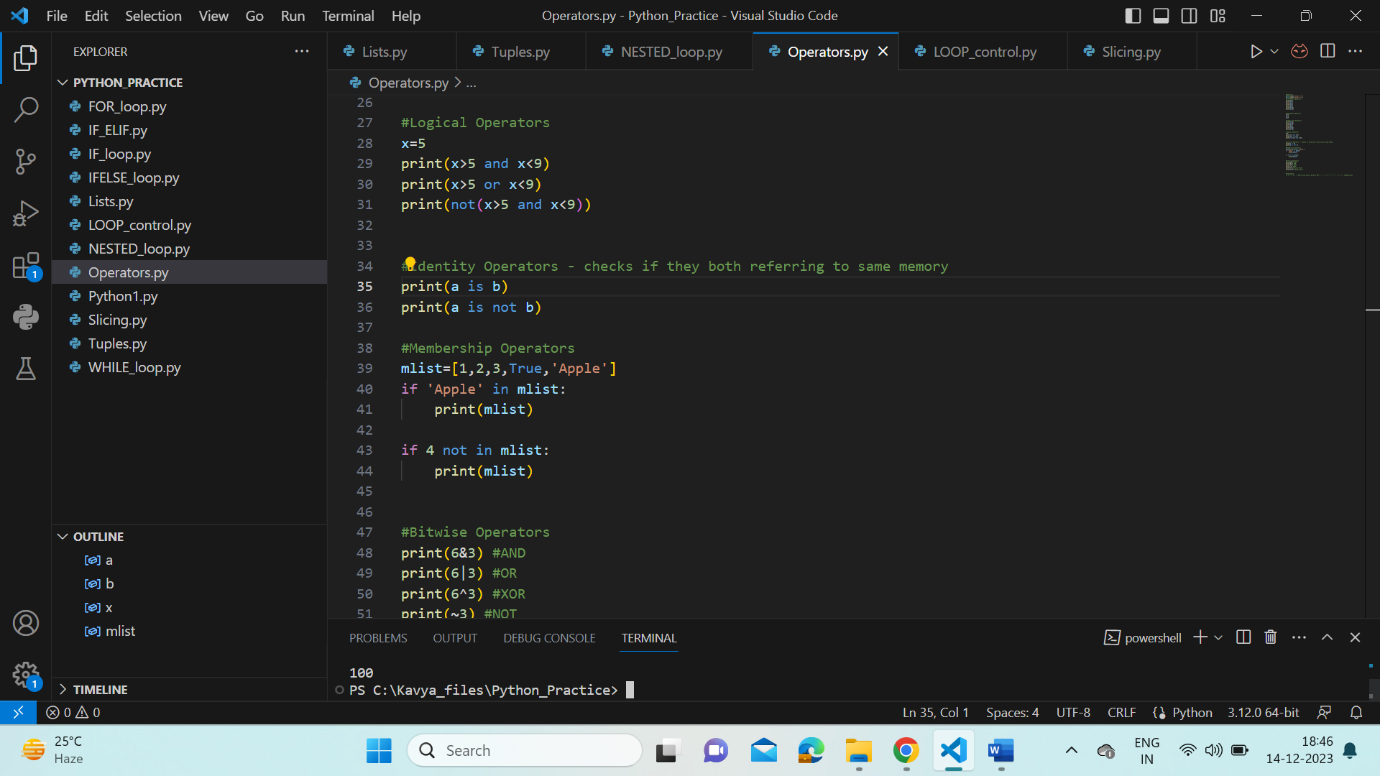 File Edit Selection View Go Run Terminal Help
Operators.py - Python_Practice - Visual Studio Code
EXPLORER
PYTHON_PRACTICE
FOR_loop.py
IF_ELIF.py
IF_loop.py
IFELSE_loop.py
Lists.py
LOOP_control.py
NESTED_loop.py
Operators.py
Python1.py
Slicing.py
Tuples.py
WHILE_loop.py
OUTLINE
a
b
x
mlist
TIMELINE
1
1
Lists.py Tuples.py NESTED_loop.py Operators.py LOOP_control.py Slicing.py
Operators.py > ...
26
27 #Logical Operators
28 x=5
29 print(x>5 and x<9)
30 print(x>5 or x<9)
31 print(not(x>5 and x<9))
32
33
34 #Identity Operators - checks if they both referring to same memory
35 print(a is b)
36 print(a is not b)
37
38 #Membership Operators
39 mlist=[1,2,3,True,'Apple']
40 if 'Apple' in mlist:
41     print(mlist)
42
43 if 4 not in mlist:
44     print(mlist)
45
46
47 #Bitwise Operators
48 print(6&3) #AND
49 print(6|3) #OR
50 print(6^3) #XOR
51 print(~3) #NOT
PROBLEMS OUTPUT DEBUG CONSOLE TERMINAL
powershell
100
PS C:\Kavya_files\Python_Practice>
0 0
Ln 35, Col 1 Spaces: 4 UTF-8 CRLF Python 3.12.0 64-bit
25°C
Haze
Search
ENG
IN
18:46
14-12-2023